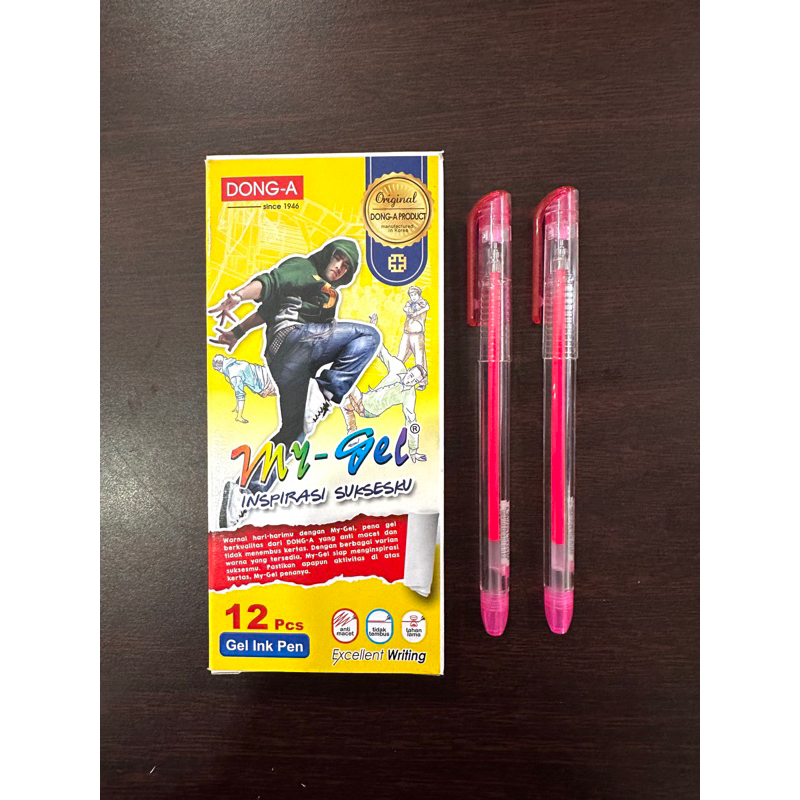 DONG-A
since 1946
Original
DONG-A PRODUCT
manufactured
in Korea
My-Gel®
INSPIRASI SUKSESKU
Warnai hari-harimu dengan My-Gel, pena gel
berkualitas dari DONG-A yang anti macet dan
tidak menembus kertas. Dengan berbagai varian
warna yang tersedia, My-Gel siap menginspirasi
suksesmu. Pastikan apapun aktivitas di atas
kertas, My-Gel penanya.
12 Pcs
Gel Ink Pen
anti
macet
tidak
tembus
tahan
lama
Excellent Writing